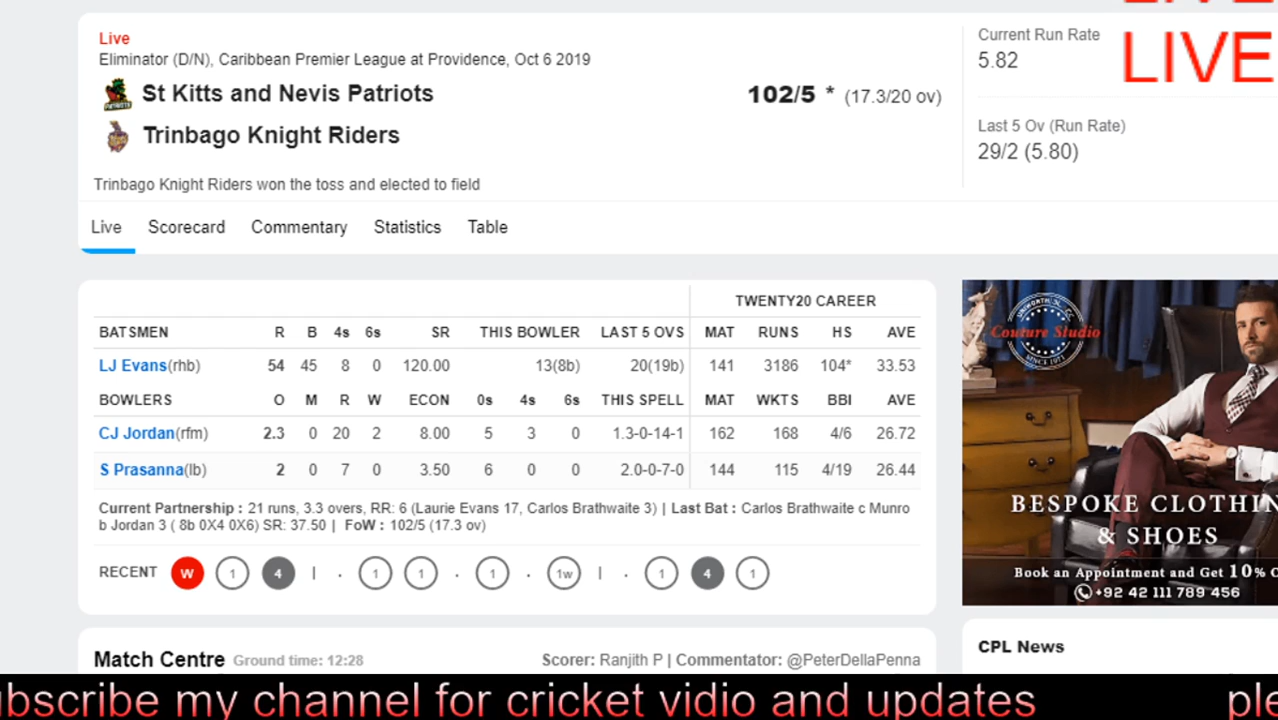 LIVE
Live
Eliminator (D/N), Caribbean Premier League at Providence, Oct 6 2019
St Kitts and Nevis Patriots 102/5 * (17.3/20 ov)
Trinbago Knight Riders
Trinbago Knight Riders won the toss and elected to field
Current Run Rate
5.82
LIVE
Last 5 Ov (Run Rate)
29/2 (5.80)
Live Scorecard Commentary Statistics Table
TWENTY20 CAREER
BATSMEN R B 4s 6s SR THIS BOWLER LAST 5 OVS MAT RUNS HS AVE
LJ Evans(rhb) 54 45 8 0 120.00 13(8b) 20(19b) 141 3186 104* 33.53
BOWLERS O M R W ECON 0s 4s 6s THIS SPELL MAT WKTS BBI AVE
CJ Jordan(rfm) 2.3 0 20 2 8.00 5 3 0 1.3-0-14-1 162 168 4/6 26.72
S Prasanna(lb) 2 0 7 0 3.50 6 0 0 2.0-0-7-0 144 115 4/19 26.44
Current Partnership : 21 runs, 3.3 overs, RR: 6 (Laurie Evans 17, Carlos Brathwaite 3) | Last Bat : Carlos Brathwaite c Munro
b Jordan 3 ( 8b 0X4 0X6) SR: 37.50 | FoW : 102/5 (17.3 ov)
RECENT W 1 4 | . 1 1 . 1 . 1w | . 1 4 1
Match Centre Ground time: 12:28 Scorer: Ranjith P | Commentator: @PeterDellaPenna
Couture Studio
SINCE 1971
BESPOKE CLOTHIN
& SHOES
Book an Appointment and Get 10% O
+92 42 111 789 456
CPL News
ubscribe my channel for cricket vidio and updates ple